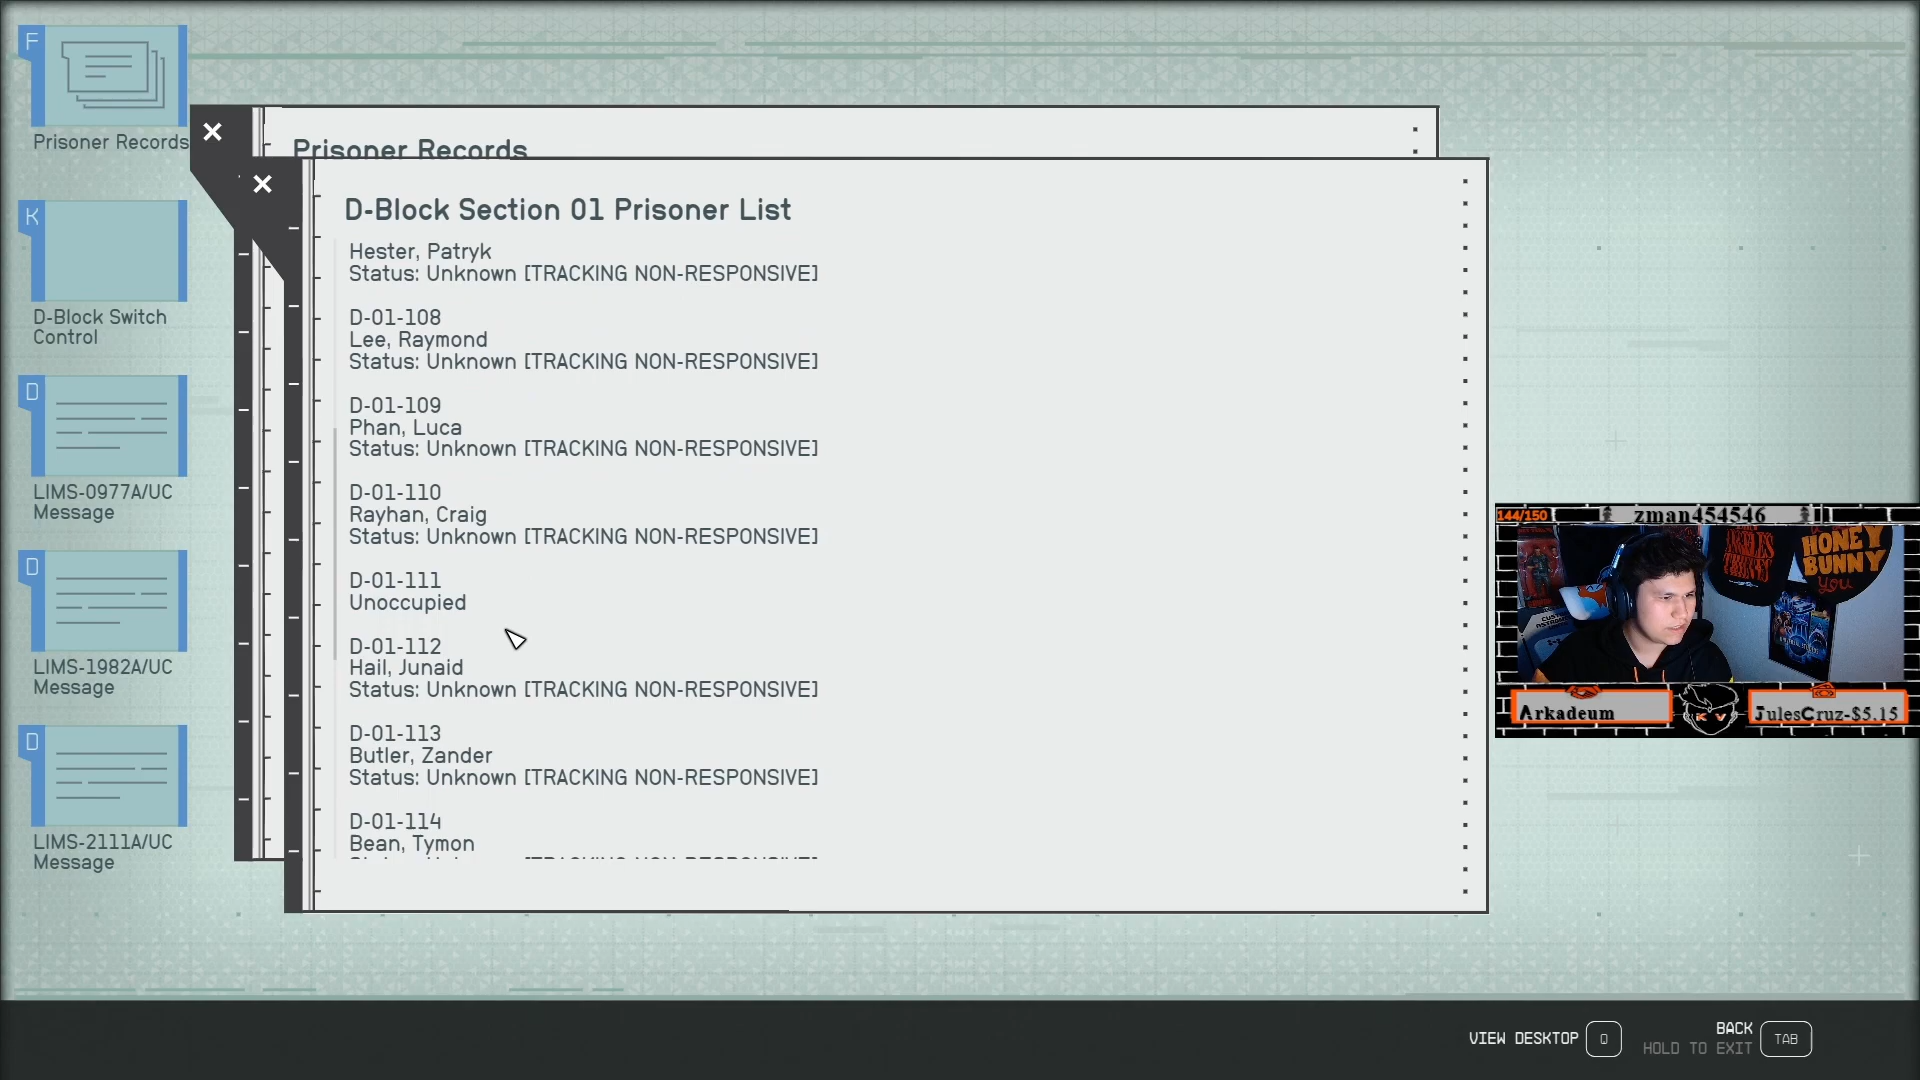 F
Prisoner Records
K
D-Block Switch
Control
D
LIMS-0977A/UC
Message
D
LIMS-1982A/UC
Message
D
LIMS-2111A/UC
Message
Prisoner Records
D-Block Section 01 Prisoner List
Hester, Patryk
Status: Unknown [TRACKING NON-RESPONSIVE]
D-01-108
Lee, Raymond
Status: Unknown [TRACKING NON-RESPONSIVE]
D-01-109
Phan, Luca
Status: Unknown [TRACKING NON-RESPONSIVE]
D-01-110
Rayhan, Craig
Status: Unknown [TRACKING NON-RESPONSIVE]
D-01-111
Unoccupied
D-01-112
Hail, Junaid
Status: Unknown [TRACKING NON-RESPONSIVE]
D-01-113
Butler, Zander
Status: Unknown [TRACKING NON-RESPONSIVE]
D-01-114
Bean, Tymon
144/150
zman454546
HONEY
BUNNY
you
Arkadeum
K V
JulesCruz-$5.15
VIEW DESKTOP Q
BACK
HOLD TO EXIT
TAB